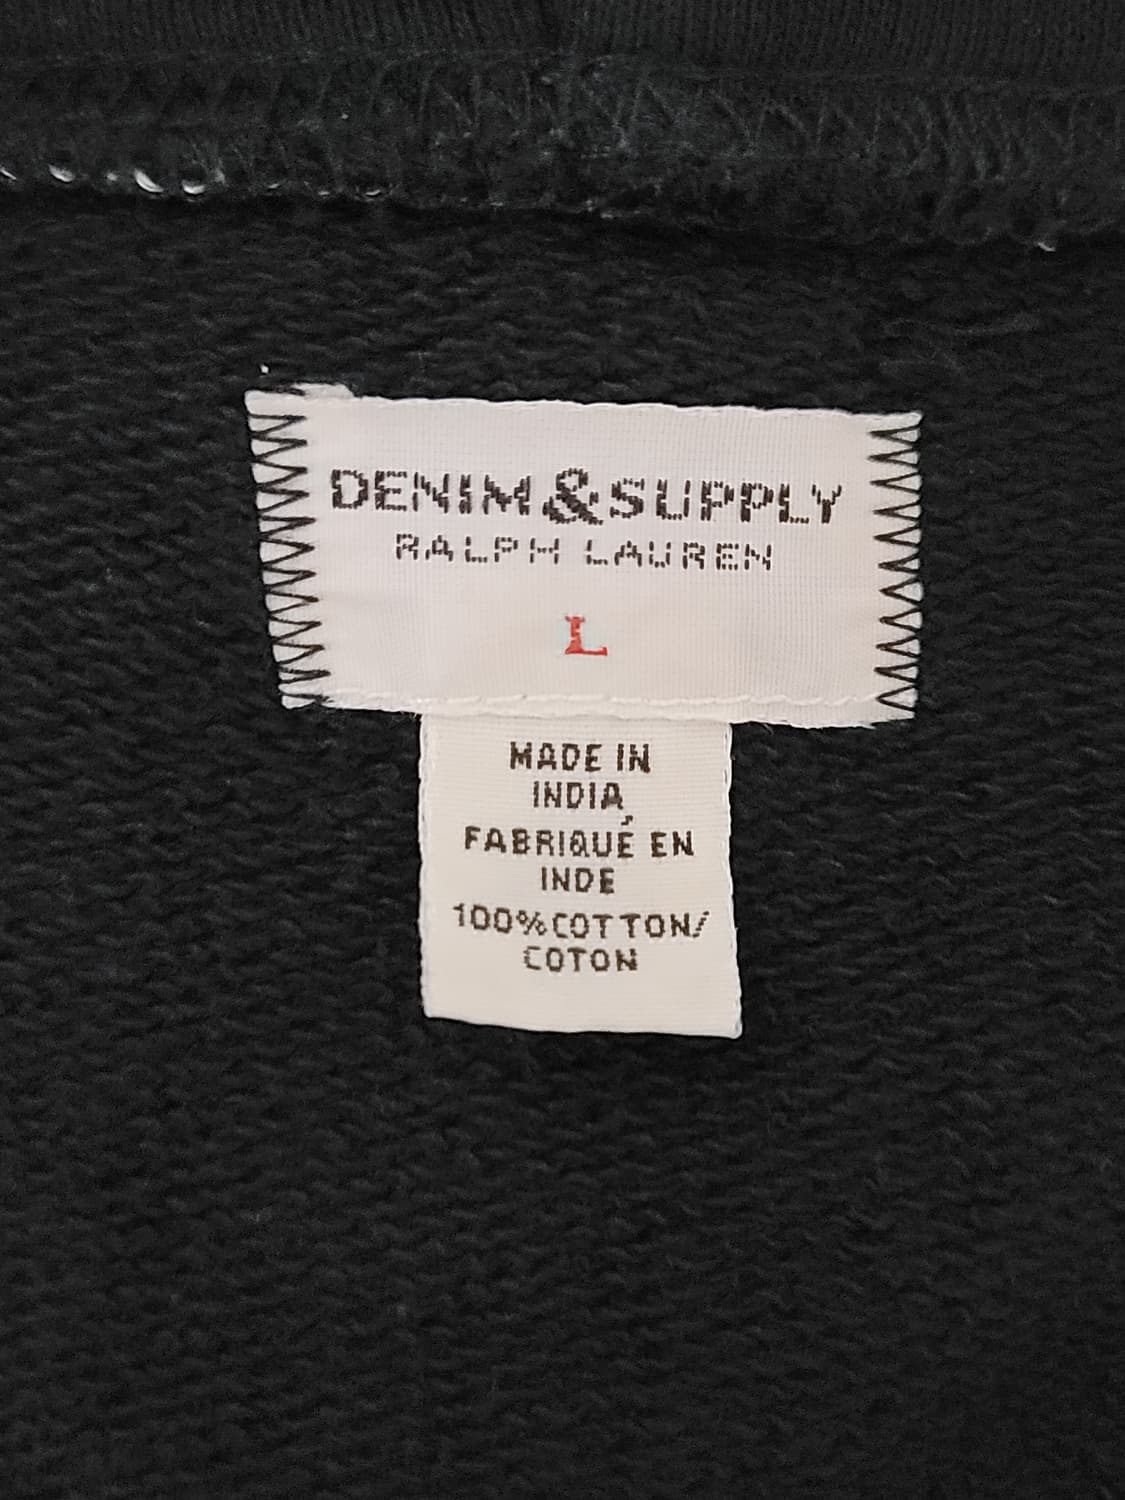 DENIM&SUPPLY
RALPH LAUREN
L
MADE IN
INDIA
FABRIQUÉ EN
INDE
100%COTTON/
COTON